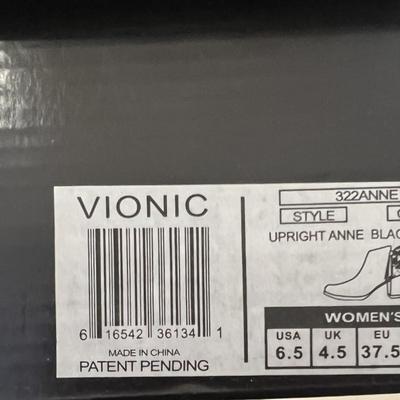 VIONIC
6 16542 36134 1
MADE IN CHINA
PATENT PENDING
322ANNE
STYLE
UPRIGHT ANNE BLAC
WOMEN'S
USA UK EU
6.5 4.5 37.5